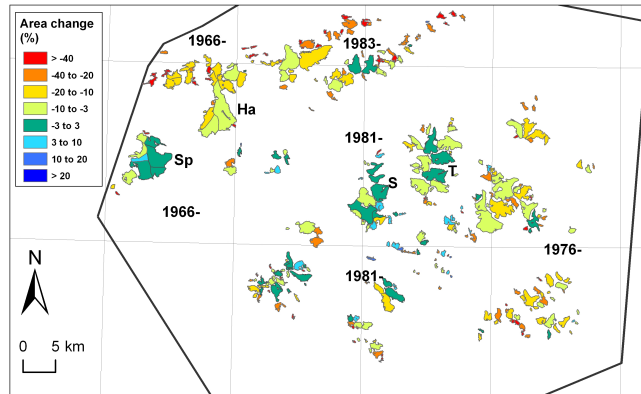 Area change
(%)
> -40
-40 to -20
-20 to -10
-10 to -3
-3 to 3
3 to 10
10 to 20
> 20
1966-
1983-
Ha
1981-
Sp
T
S
1966-
1976-
1981-
N
0 5 km